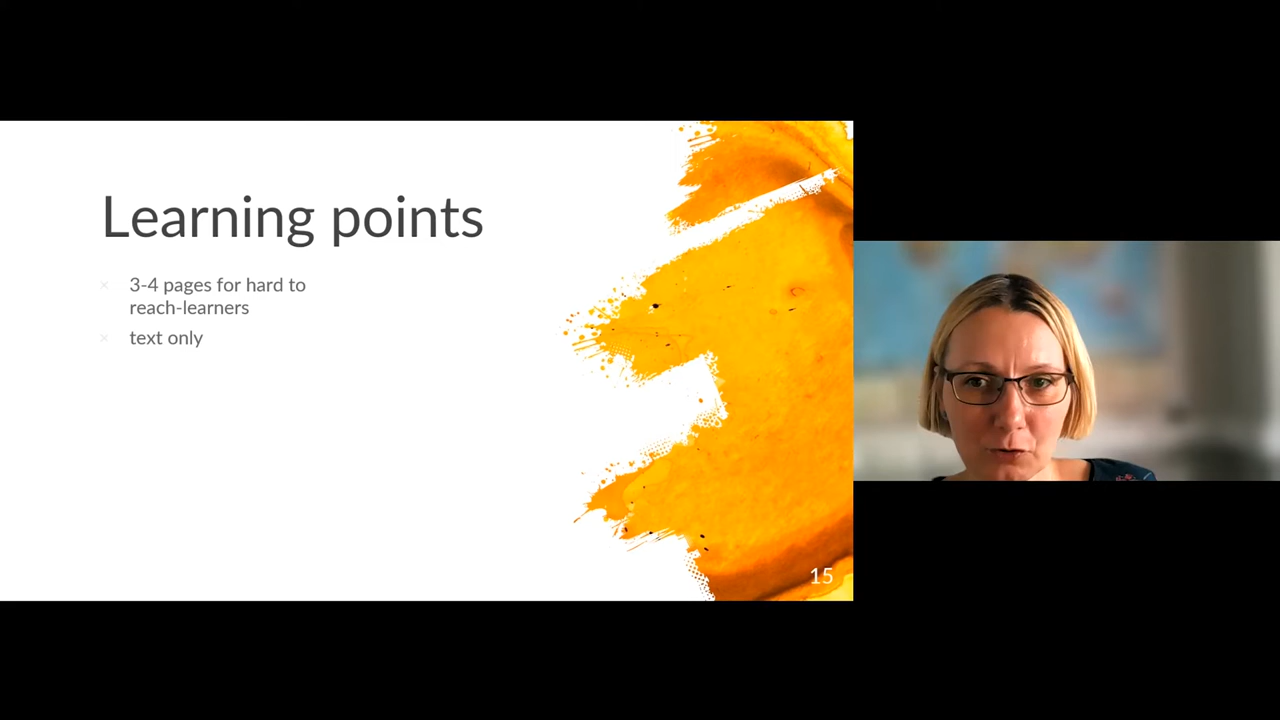 Learning points
× 3-4 pages for hard to
reach-learners
× text only
15